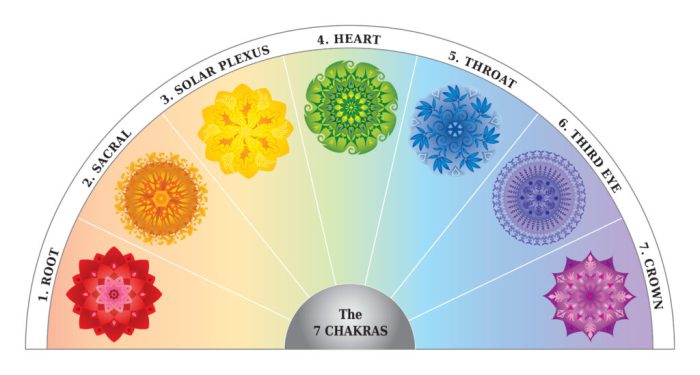 1. ROOT
2. SACRAL
3. SOLAR PLEXUS
4. HEART
5. THROAT
6. THIRD EYE
7. CROWN
The
7 CHAKRAS